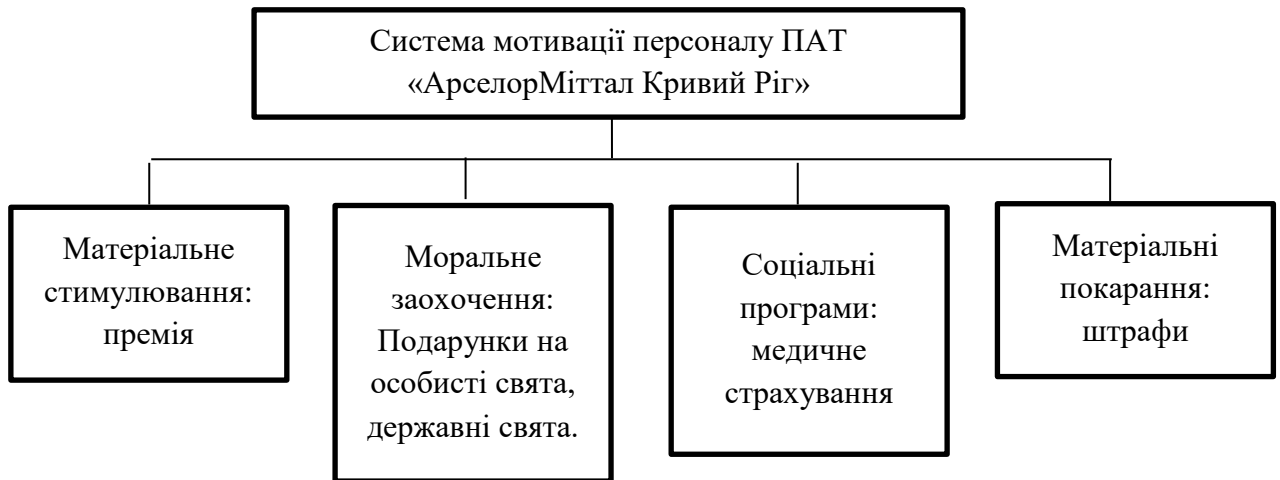 Система мотивації персоналу ПАТ
«АрселорМіттал Кривий Ріг»
Матеріальне
стимулювання:
премія
Моральне
заохочення:
Подарунки на
особисті свята,
державні свята.
Соціальні
програми:
медичне
страхування
Матеріальні
покарання:
штрафи